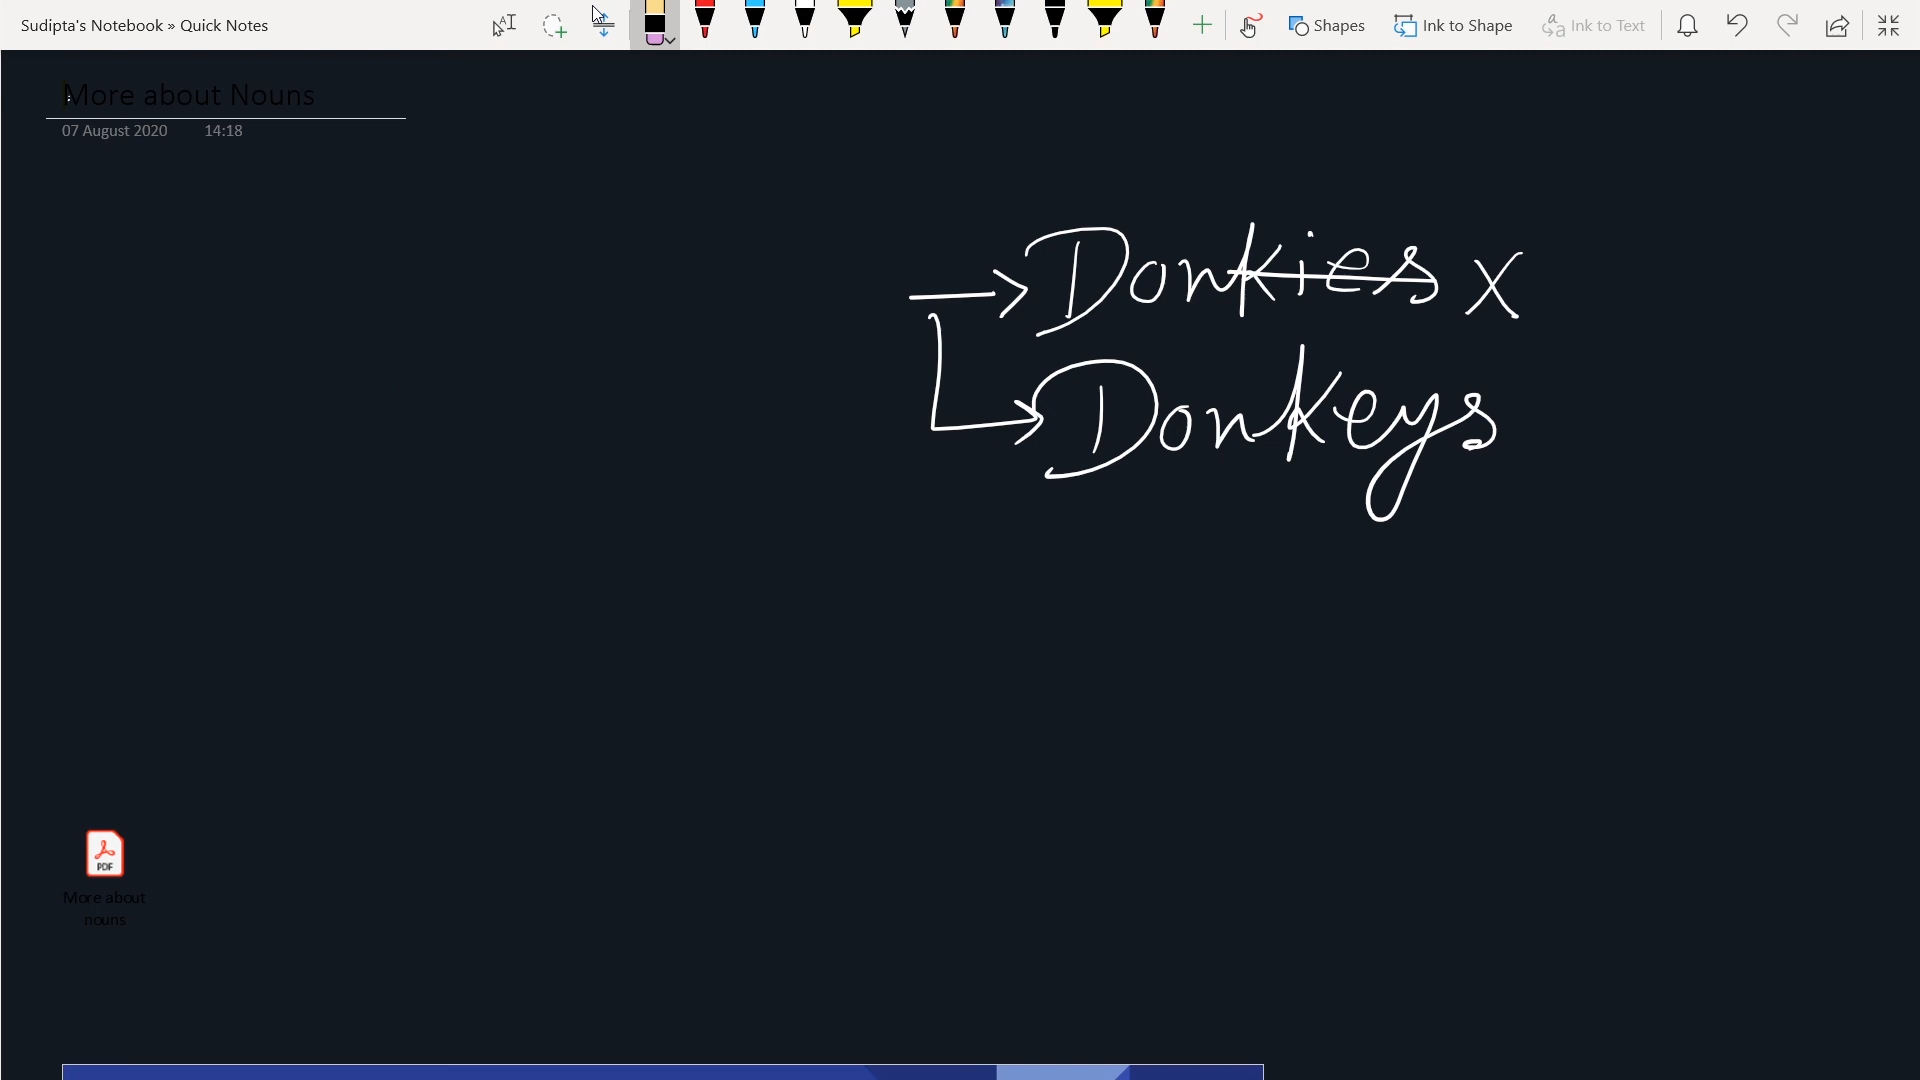 Sudipta's Notebook » Quick Notes
Shapes
Ink to Shape
Ink to Text
More about Nouns
07 August 2020 14:18
Donkies x
Donkeys
PDF
More about
nouns